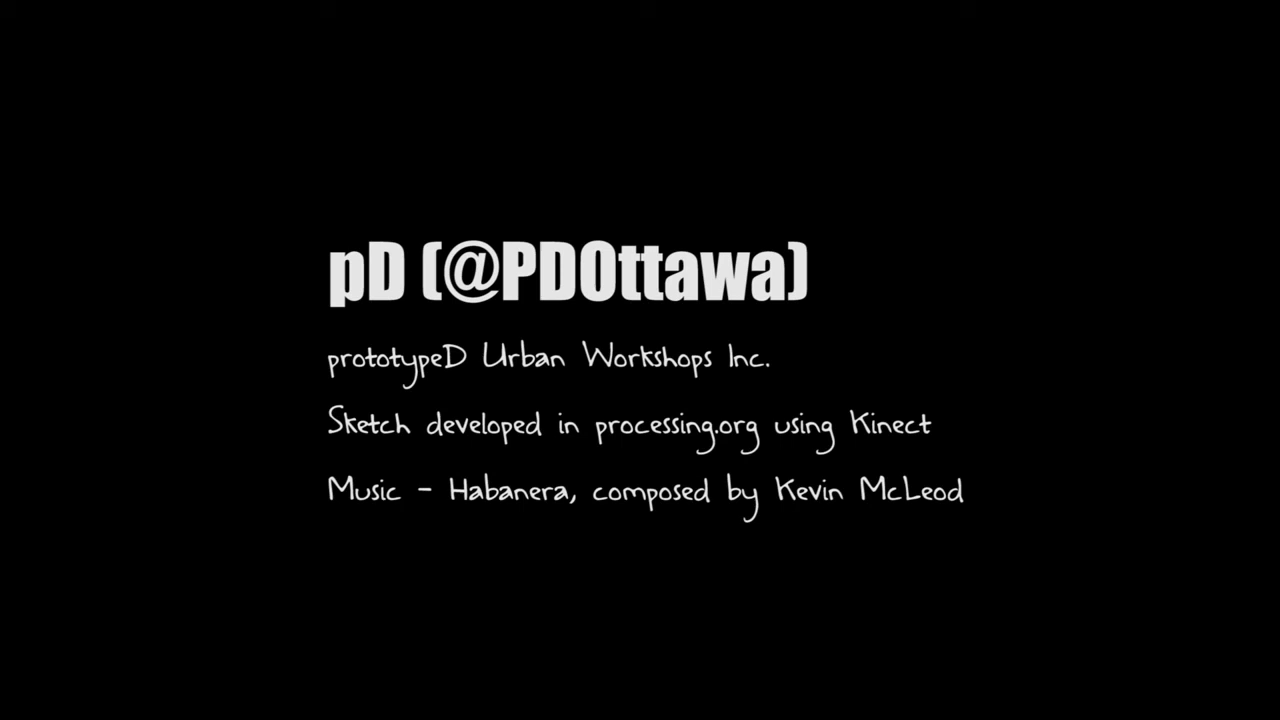 pD (@PDOttawa)
prototypeD Urban Workshops Inc.
Sketch developed in processing.org using Kinect
Music - Habanera, composed by Kevin McLeod